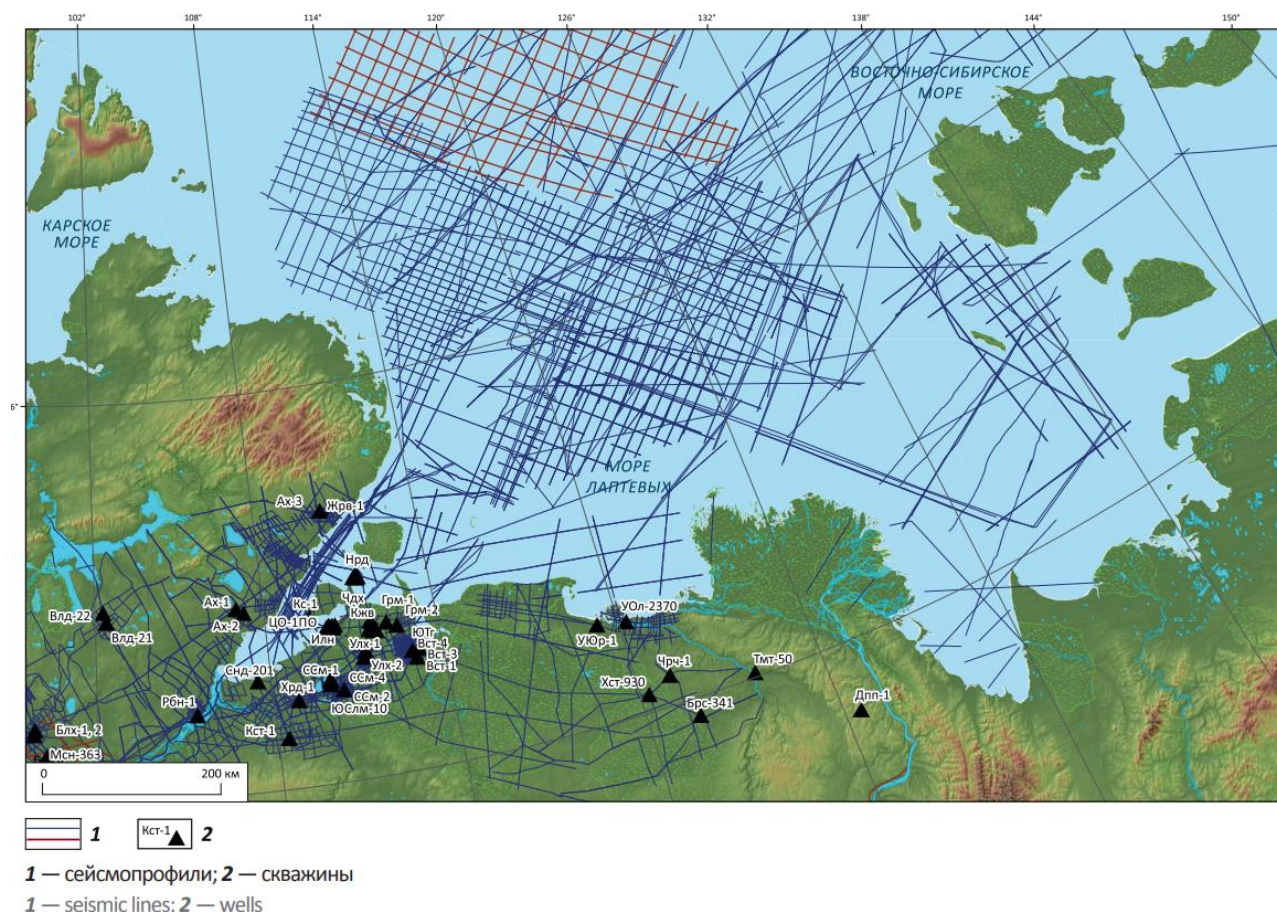 102° 108° 114° 120° 126° 132° 138° 144° 150°
ВОСТОЧНО-СИБИРСКОЕ
МОРЕ
КАРСКОЕ
МОРЕ
6°
МОРЕ
ЛАПТЕВЫХ
Ах-3 Жрв-1
Нрд
Чдх Грм-1
Влд-22 Ах-1 Кс-1 Кжв Грм-2 УОл-2370
Влд-21 Ах-2 ЦО-1ПО УЮр-1
Илн ЮТг
Улх-1 Вст-4
Вст-3
Снд-201 ССм-1 Улх-2 Вст 1
ССм-4 Чрч-1 Тмт-50
Рбн-1 Хрд-1 ССм-2 Хст-930
ЮСлм-10 Брс-341 Дпп-1
Блх-1, 2 Кст-1
Мсн-363
0 200 км
1 Кст-1 2
1 — сейсмопрофили; 2 — скважины
1 — seismic lines; 2 — wells